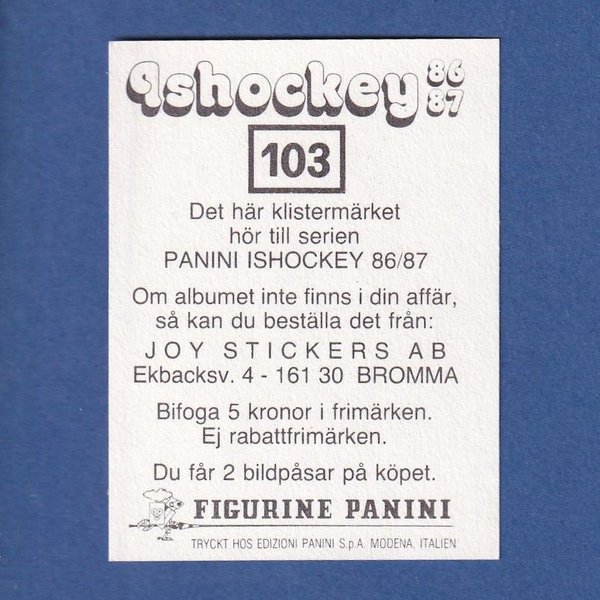 Ishockey 86
87
103
Det här klistermärket
hör till serien
PANINI ISHOCKEY 86/87
Om albumet inte finns i din affär,
så kan du beställa det från:
JOY STICKERS AB
Ekbacksv. 4 - 161 30 BROMMA
Bifoga 5 kronor i frimärken.
Ej rabattfrimärken.
Du får 2 bildpåsar på köpet.
FIGURINE PANINI
TRYCKT HOS EDIZIONI PANINI S.p.A. MODENA, ITALIEN